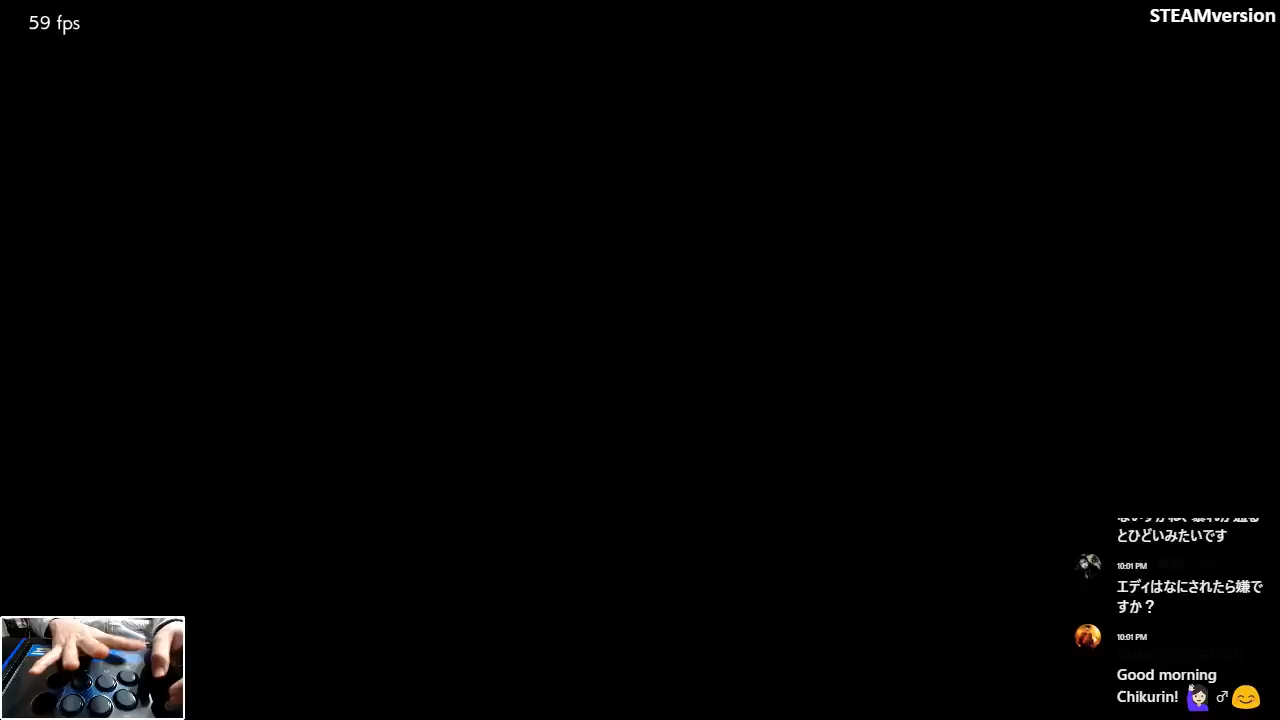 59 fps
STEAMversion
とひどいみたいです
10:01 PM
エディはなにされたら嫌で
すか？
10:01 PM
Good morning
Chikurin! 🙋🏻‍♂😊